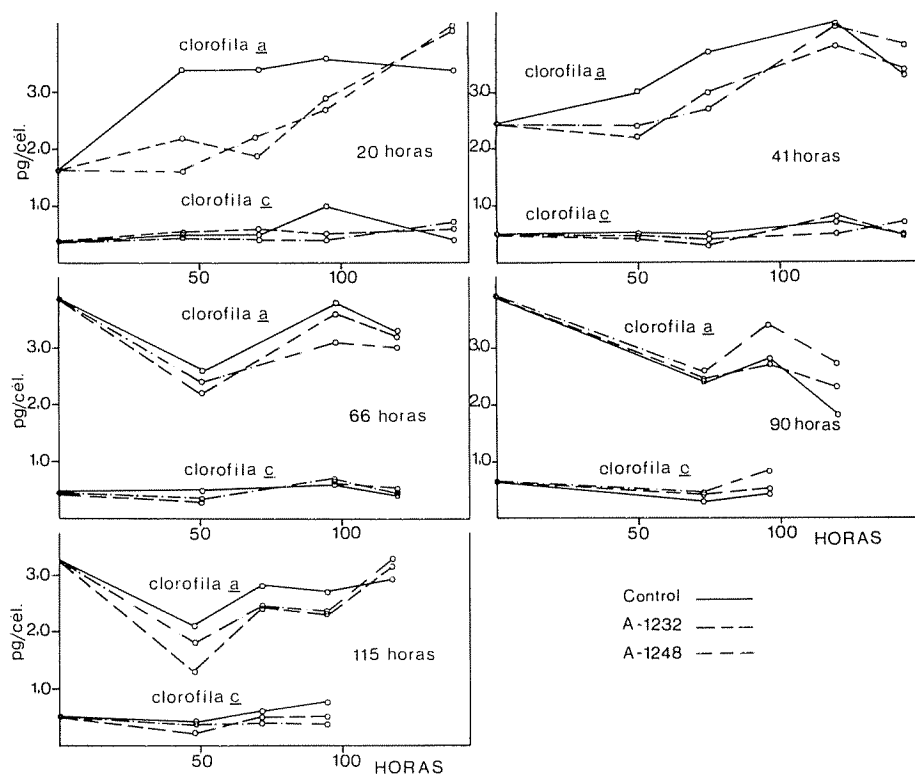 clorofila a
3.0
2.0
1.0
pg/cél.
20 horas
clorofila c
50
100
clorofila a
3.0
2.0
1.0
41 horas
clorofila c
50
100
clorofila a
3.0
2.0
1.0
pg/cél.
66 horas
clorofila c
50
100
clorofila a
3.0
2.0
1.0
90 horas
clorofila c
50
100
HORAS
clorofila a
3.0
2.0
1.0
pg/cél.
115 horas
clorofila c
50
100
HORAS
Control
A-1232
A-1248